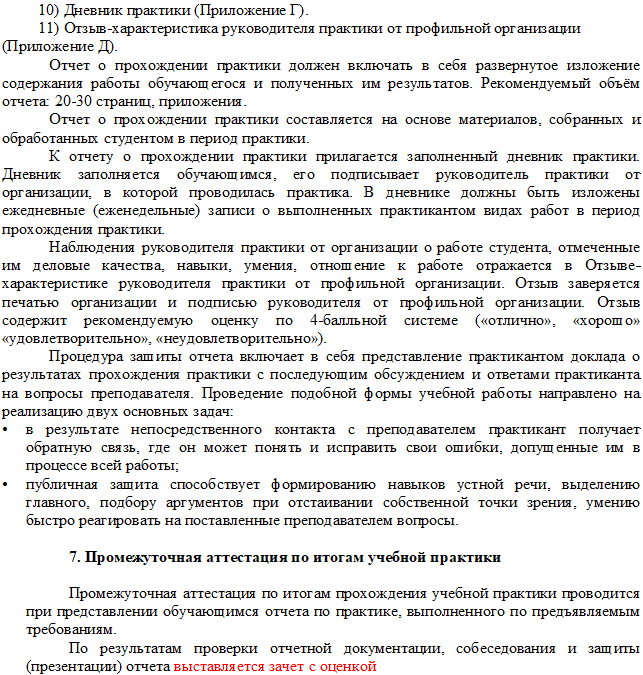 10) Дневник практики (Приложение Г).
11) Отзыв-характеристика руководителя практики от профильной организации
(Приложение Д).
Отчет о прохождении практики должен включать в себя развернутое изложение
содержания работы обучающегося и полученных им результатов. Рекомендуемый объём
отчета: 20-30 страниц, приложения.
Отчет о прохождении практики составляется на основе материалов, собранных и
обработанных студентом в период практики.
К отчету о прохождении практики прилагается заполненный дневник практики.
Дневник заполняется обучающимся, его подписывает руководитель практики от
организации, в которой проводилась практика. В дневнике должны быть изложены
ежедневные (еженедельные) записи о выполненных практикантом видах работ в период
прохождения практики.
Наблюдения руководителя практики от организации о работе студента, отмеченные
им деловые качества, навыки, умения, отношение к работе отражается в Отзыве-
характеристике руководителя практики от профильной организации. Отзыв заверяется
печатью организации и подписью руководителя от профильной организации. Отзыв
содержит рекомендуемую оценку по 4-балльной системе («отлично», «хорошо»
«удовлетворительно», «неудовлетворительно»).
Процедура защиты отчета включает в себя представление практикантом доклада о
результатах прохождения практики с последующим обсуждением и ответами практиканта
на вопросы преподавателя. Проведение подобной формы учебной работы направлено на
реализацию двух основных задач:
• в результате непосредственного контакта с преподавателем практикант получает
обратную связь, где он может понять и исправить свои ошибки, допущенные им в
процессе всей работы;
• публичная защита способствует формированию навыков устной речи, выделению
главного, подбору аргументов при отстаивании собственной точки зрения, умению
быстро реагировать на поставленные преподавателем вопросы.
7. Промежуточная аттестация по итогам учебной практики
Промежуточная аттестация по итогам прохождения учебной практики проводится
при представлении обучающимся отчета по практике, выполненного по предъявляемым
требованиям.
По результатам проверки отчетной документации, собеседования и защиты
(презентации) отчета выставляется зачет с оценкой